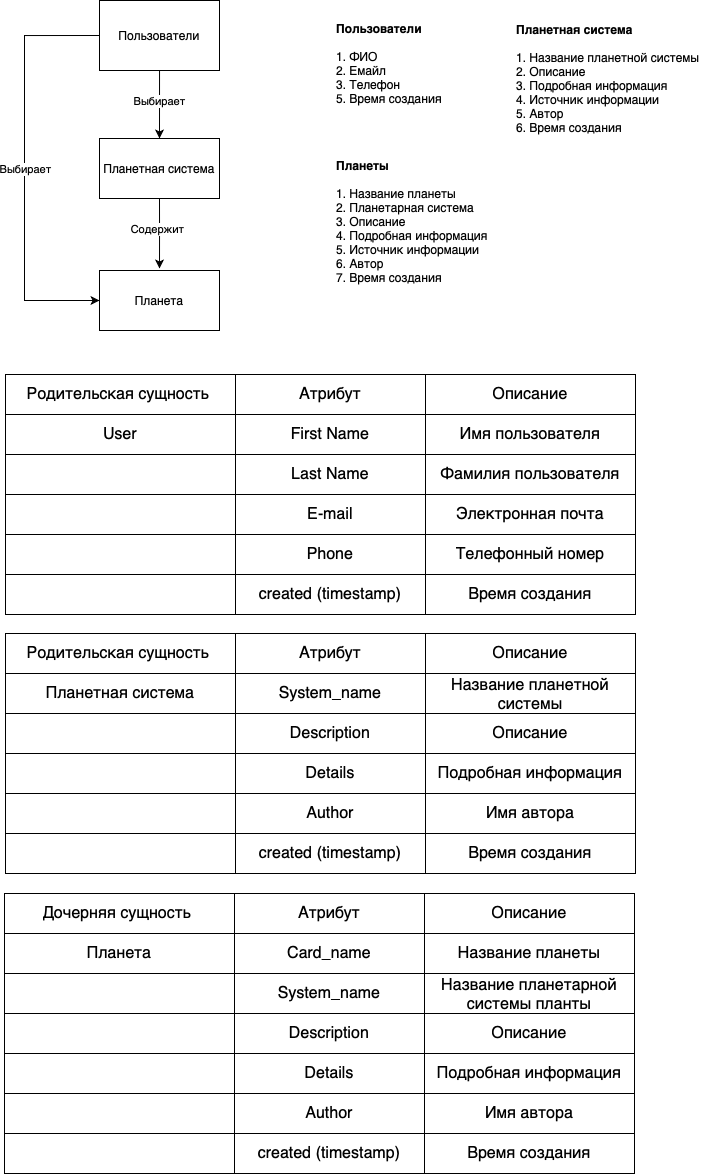 Пользователи
Выбирает
Планетная система
Выбирает
Содержит
Планета
Пользователи
1. ФИО
2. Емайл
3. Телефон
5. Время создания
Планетная система
1. Название планетной системы
2. Описание
3. Подробная информация
4. Источник информации
5. Автор
6. Время создания
Планеты
1. Название планеты
2. Планетарная система
3. Описание
4. Подробная информация
5. Источник информации
6. Автор
7. Время создания
Родительская сущность Атрибут Описание
User First Name Имя пользователя
Last Name Фамилия пользователя
E-mail Электронная почта
Phone Телефонный номер
created (timestamp) Время создания
Родительская сущность Атрибут Описание
Планетная система System_name Название планетной
системы
Description Описание
Details Подробная информация
Author Имя автора
created (timestamp) Время создания
Дочерняя сущность Атрибут Описание
Планета Card_name Название планеты
System_name Название планетарной
системы планты
Description Описание
Details Подробная информация
Author Имя автора
created (timestamp) Время создания